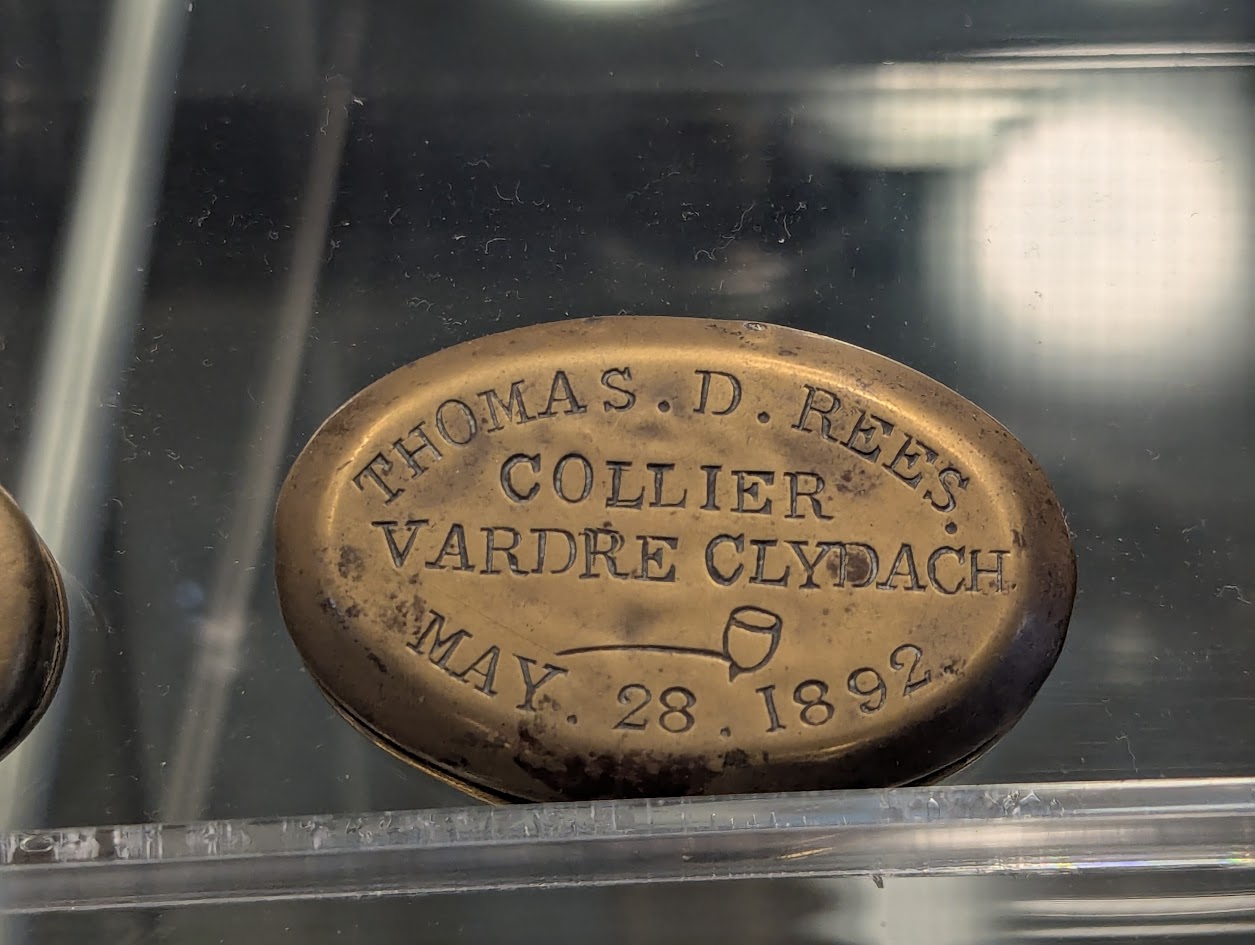 THOMAS . D . REES .
COLLIER
VARDRE CLYDACH
MAY . 28 . 1892